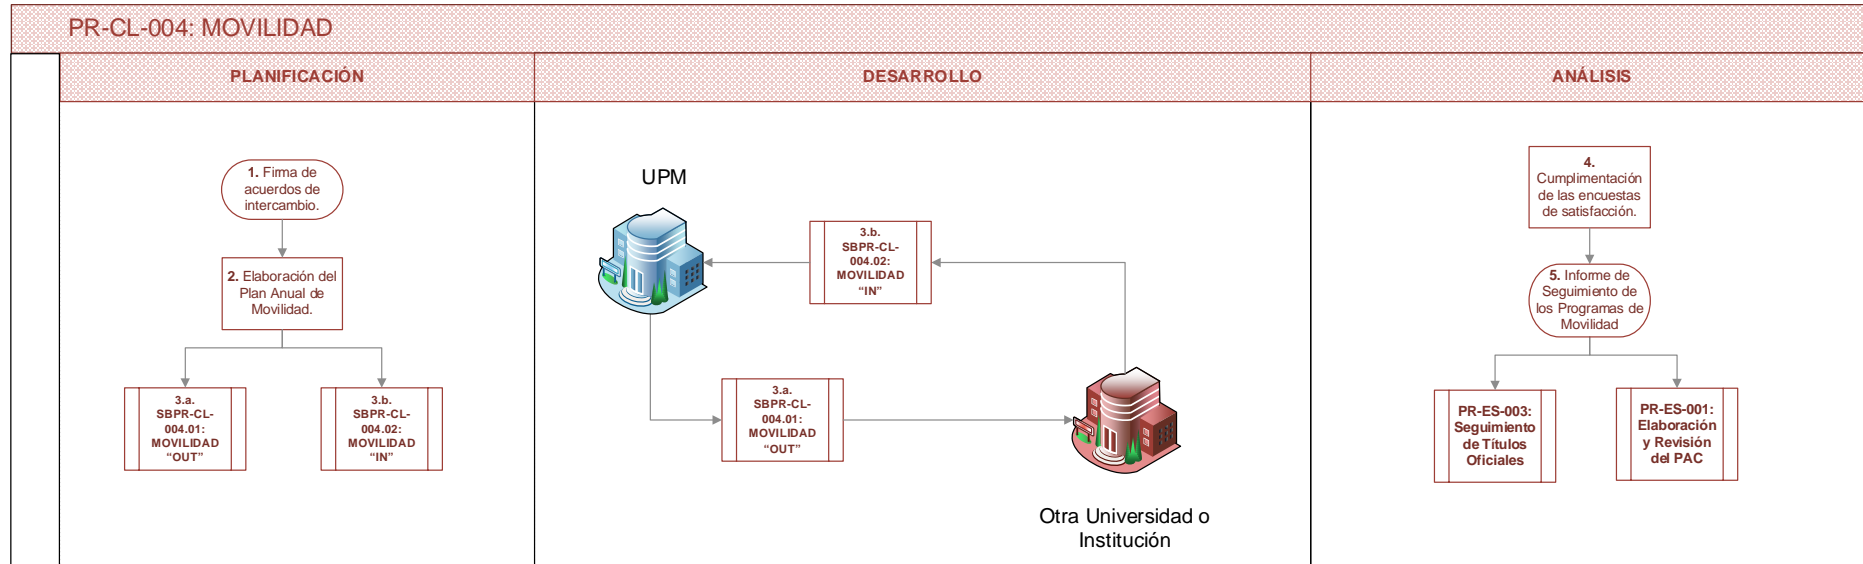 PR-CL-004: MOVILIDAD
PLANIFICACIÓN
DESARROLLO
ANÁLISIS
1. Firma de
acuerdos de
intercambio.
2. Elaboración del
Plan Anual de
Movilidad.
3.a.
SBPR-CL-
004.01:
MOVILIDAD
“OUT”
3.b.
SBPR-CL-
004.02:
MOVILIDAD
“IN”
UPM
3.b.
SBPR-CL-
004.02:
MOVILIDAD
“IN”
3.a.
SBPR-CL-
004.01:
MOVILIDAD
“OUT”
Otra Universidad o
Institución
4.
Cumplimentación
de las encuestas
de satisfacción.
5. Informe de
Seguimiento de
los Programas de
Movilidad
PR-ES-003:
Seguimiento
de Títulos
Oficiales
PR-ES-001:
Elaboración
y Revisión
del PAC